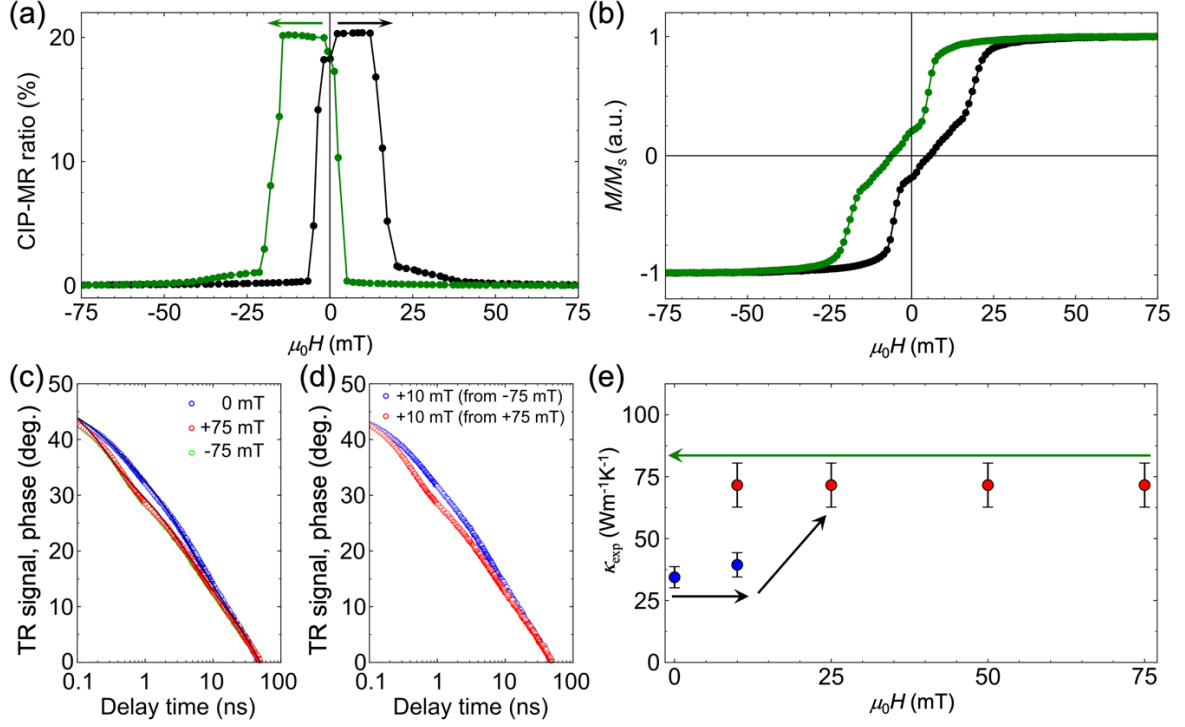 (a)
CIP-MR ratio (%)
20
10
0
-75 -50 -25 0 25 50 75
μ₀H (mT)
(b)
M/Mₛ (a.u.)
1
0
-1
-75 -50 -25 0 25 50 75
μ₀H (mT)
(c)
TR signal, phase (deg.)
50
40
30
20
10
0
0 mT
+75 mT
-75 mT
0.1 1 10 100
Delay time (ns)
(d)
TR signal, phase (deg.)
50
40
30
20
10
0
+10 mT (from -75 mT)
+10 mT (from +75 mT)
0.1 1 10 100
Delay time (ns)
(e)
κₑₓₚ (Wm⁻¹K⁻¹)
100
75
50
25
0
0 25 50 75
μ₀H (mT)